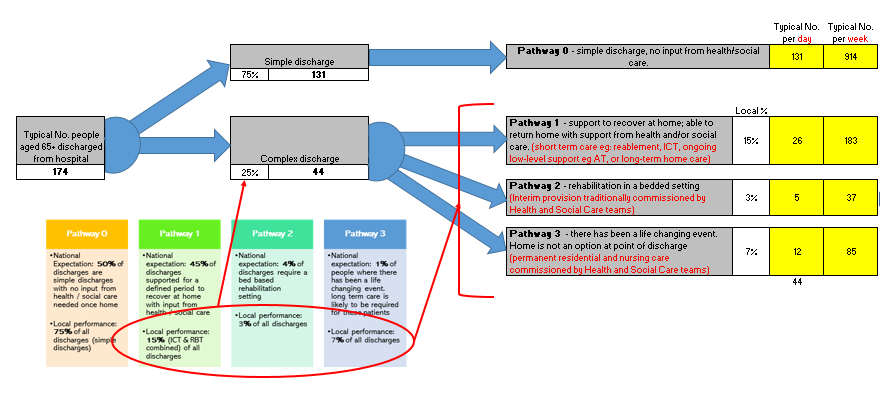 Typical No.
per day
Typical No.
per week
Simple discharge
75%
131
Pathway 0 - simple discharge, no input from health/social
care.
131
914
Typical No. people
aged 65+ discharged
from hospital
174
Complex discharge
25%
44
Local %
Pathway 1 - support to recover at home; able to
return home with support from health and/or social
care. (short term care eg: reablement, ICT, ongoing
low-level support eg AT, or long-term home care)
15%
26
183
Pathway 2 - rehabilitation in a bedded setting
(Interim provision traditionally commissioned by
Health and Social Care teams)
3%
5
37
Pathway 3 - there has been a life changing event.
Home is not an option at point of discharge
(permanent residential and nursing care
commissioned by Health and Social Care teams)
7%
12
85
44
Pathway 0
•National
Expectation: 50% of
discharges are
simple discharges
with no input from
health / social care
needed once home
•Local performance:
75% of all
discharges (simple
discharges)
Pathway 1
•National
expectation: 45% of
discharges
supported for a
defined period to
recover at home
with input from
health / social care
•Local performance:
15% (ICT & RBT
combined) of all
discharges
Pathway 2
•National
expectation: 4% of
discharges require a
bed based
rehabilitation
setting
•Local performance:
3% of all discharges
Pathway 3
•National
Expectation: 1% of
people where there
has been a life
changing event.
long term care is
likely to be required
for these patients
•Local performance:
7% of all discharges